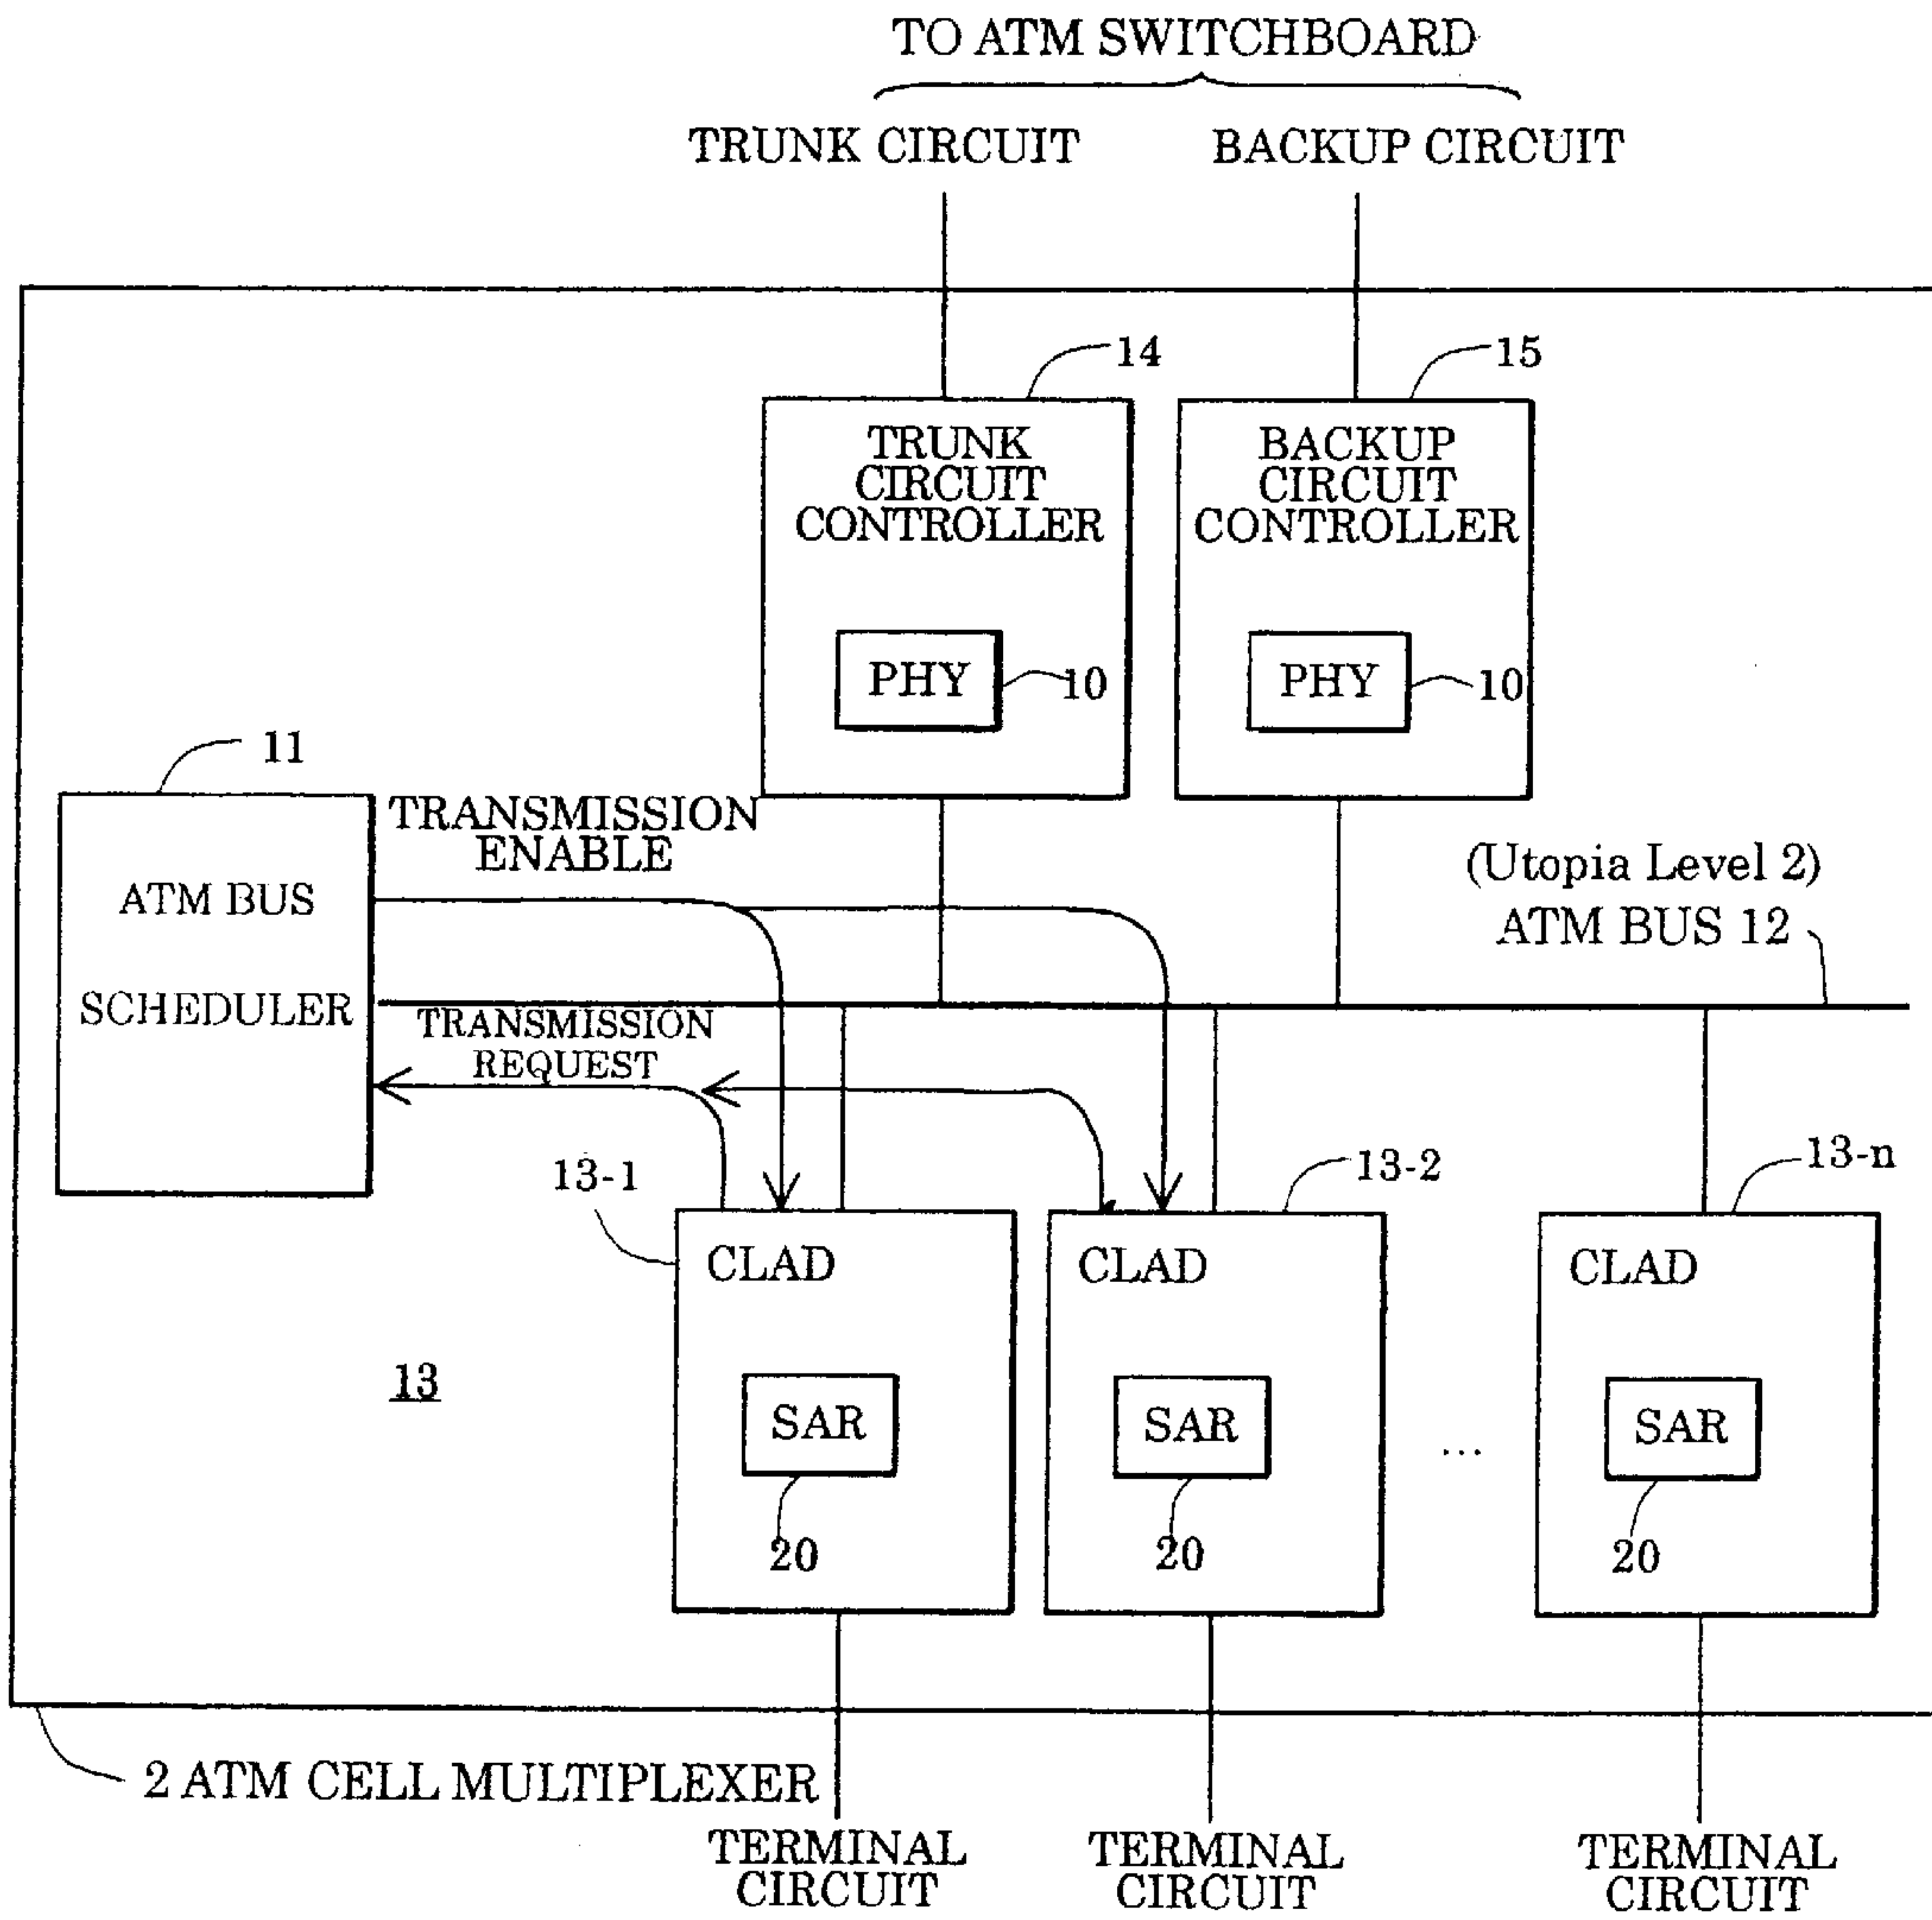 TO ATM SWITCHBOARD
TRUNK CIRCUIT
BACKUP CIRCUIT
14
15
TRUNK
CIRCUIT
CONTROLLER
BACKUP
CIRCUIT
CONTROLLER
PHY
10
PHY
10
11
TRANSMISSION
ENABLE
ATM BUS
SCHEDULER
(Utopia Level 2)
ATM BUS 12
TRANSMISSION
REQUEST
13-1
13-2
13-n
CLAD
CLAD
CLAD
13
SAR
SAR
...
SAR
20
20
20
2 ATM CELL MULTIPLEXER
TERMINAL
CIRCUIT
TERMINAL
CIRCUIT
TERMINAL
CIRCUIT